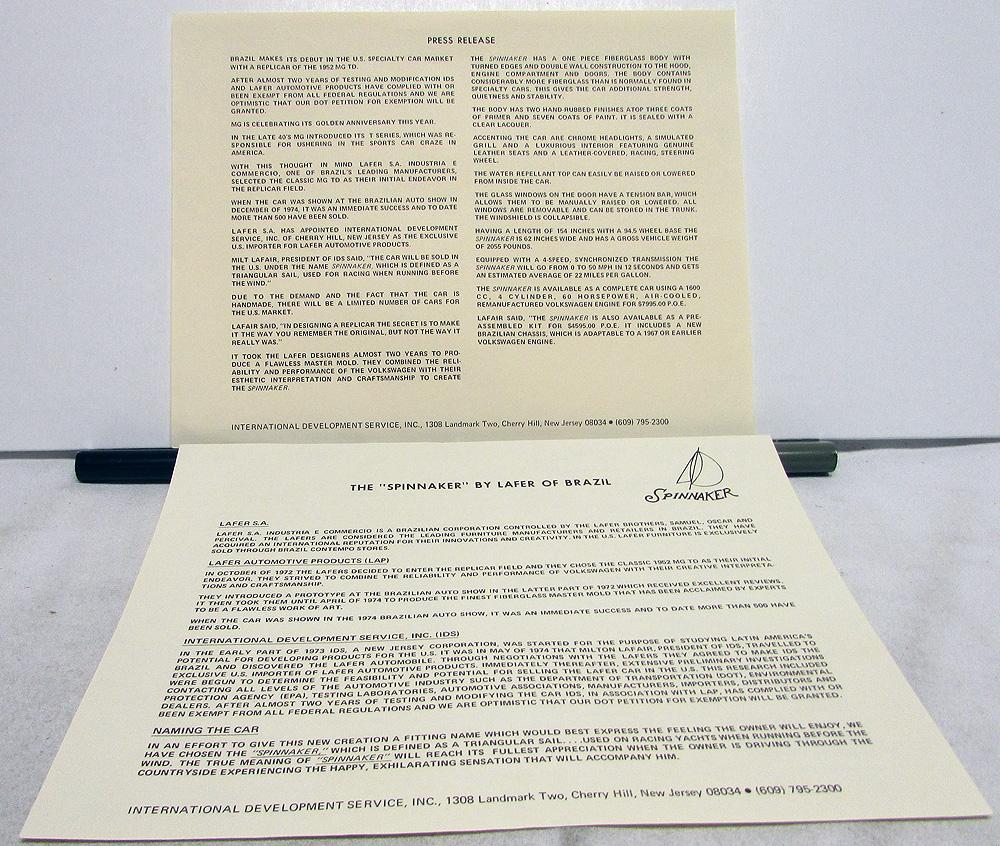 PRESS RELEASE
BRAZIL MAKES ITS DEBUT IN THE U.S. SPECIALTY CAR MARKET
WITH A REPLICAR OF THE 1952 MG TD.
AFTER ALMOST TWO YEARS OF TESTING AND MODIFICATION IDS
AND LAFER AUTOMOTIVE PRODUCTS HAVE COMPLIED WITH OR
BEEN EXEMPT FROM ALL FEDERAL REGULATIONS AND WE ARE
OPTIMISTIC THAT OUR DOT PETITION FOR EXEMPTION WILL BE
GRANTED.
MG IS CELEBRATING ITS GOLDEN ANNIVERSARY THIS YEAR.
IN THE LATE 40'S MG INTRODUCED ITS T SERIES, WHICH WAS RE-
SPONSIBLE FOR USHERING IN THE SPORTS CAR CRAZE IN
AMERICA.
WITH THIS THOUGHT IN MIND LAFER S.A. INDUSTRIA E
COMMERCIO, ONE OF BRAZIL'S LEADING MANUFACTURERS,
SELECTED THE CLASSIC MG TD AS THEIR INITIAL ENDEAVOR IN
THE REPLICAR FIELD.
WHEN THE CAR WAS SHOWN AT THE BRAZILIAN AUTO SHOW IN
DECEMBER OF 1974, IT WAS AN IMMEDIATE SUCCESS AND TO DATE
MORE THAN 500 HAVE BEEN SOLD.
LAFER S.A. HAS APPOINTED INTERNATIONAL DEVELOPMENT
SERVICE, INC. OF CHERRY HILL, NEW JERSEY AS THE EXCLUSIVE
U.S. IMPORTER FOR LAFER AUTOMOTIVE PRODUCTS.
MILT LAFAIR, PRESIDENT OF IDS SAID, "THE CAR WILL BE SOLD IN
THE U.S. UNDER THE NAME SPINNAKER, WHICH IS DEFINED AS A
TRIANGULAR SAIL, USED FOR RACING WHEN RUNNING BEFORE
THE WIND."
DUE TO THE DEMAND AND THE FACT THAT THE CAR IS
HANDMADE, THERE WILL BE A LIMITED NUMBER OF CARS FOR
THE U.S. MARKET.
LAFAIR SAID, "IN DESIGNING A REPLICAR THE SECRET IS TO MAKE
IT THE WAY YOU REMEMBER THE ORIGINAL, BUT NOT THE WAY IT
REALLY WAS."
IT TOOK THE LAFER DESIGNERS ALMOST TWO YEARS TO PRO-
DUCE A FLAWLESS MASTER MOLD. THEY COMBINED THE RELI-
ABILITY AND PERFORMANCE OF THE VOLKSWAGEN WITH THEIR
ESTHETIC INTERPRETATION AND CRAFTSMANSHIP TO CREATE
THE SPINNAKER.
THE SPINNAKER HAS A ONE PIECE FIBERGLASS BODY WITH
TURNED EDGES AND DOUBLE WALL CONSTRUCTION TO THE HOOD,
ENGINE COMPARTMENT AND DOORS. THE BODY CONTAINS
CONSIDERABLY MORE FIBERGLASS THAN IS NORMALLY FOUND IN
SPECIALTY CARS. THIS GIVES THE CAR ADDITIONAL STRENGTH,
QUIETNESS AND STABILITY.
THE BODY HAS TWO HAND-RUBBED FINISHES ATOP THREE COATS
OF PRIMER AND SEVEN COATS OF PAINT. IT IS SEALED WITH A
CLEAR LACQUER.
ACCENTING THE CAR ARE CHROME HEADLIGHTS, A SIMULATED
GRILL AND A LUXURIOUS INTERIOR FEATURING GENUINE
LEATHER SEATS AND A LEATHER-COVERED, RACING, STEERING
WHEEL.
THE WATER REPELLANT TOP CAN EASILY BE RAISED OR LOWERED
FROM INSIDE THE CAR.
THE GLASS WINDOWS ON THE DOOR HAVE A TENSION BAR, WHICH
ALLOWS THEM TO BE MANUALLY RAISED OR LOWERED. ALL
WINDOWS ARE REMOVABLE AND CAN BE STORED IN THE TRUNK.
THE WINDSHIELD IS COLLAPSIBLE.
HAVING A LENGTH OF 154 INCHES WITH A 94.5 WHEEL BASE THE
SPINNAKER IS 62 INCHES WIDE AND HAS A GROSS VEHICLE WEIGHT
OF 2055 POUNDS.
EQUIPPED WITH A 4-SPEED, SYNCHRONIZED TRANSMISSION THE
SPINNAKER WILL GO FROM 0 TO 50 MPH IN 12 SECONDS AND GETS
AN ESTIMATED AVERAGE OF 22 MILES PER GALLON.
THE SPINNAKER IS AVAILABLE AS A COMPLETE CAR USING A 1600
CC, 4 CYLINDER, 60 HORSEPOWER, AIR-COOLED,
REMANUFACTURED VOLKSWAGEN ENGINE FOR $7995.00 P.O.E.
LAFAIR SAID, "THE SPINNAKER IS ALSO AVAILABLE AS A PRE-
ASSEMBLED KIT FOR $4595.00 P.O.E. IT INCLUDES A NEW
BRAZILIAN CHASSIS, WHICH IS ADAPTABLE TO A 1967 OR EARLIER
VOLKSWAGEN ENGINE.
INTERNATIONAL DEVELOPMENT SERVICE, INC., 1308 Landmark Two, Cherry Hill, New Jersey 08034 • (609) 795-2300
THE "SPINNAKER" BY LAFER OF BRAZIL
SPINNAKER
LAFER S.A.
LAFER S.A. INDUSTRIA E COMMERCIO IS A BRAZILIAN CORPORATION CONTROLLED BY THE LAFER BROTHERS, SAMUEL, OSCAR AND
PERCIVAL. THE LAFERS ARE CONSIDERED THE LEADING FURNITURE MANUFACTURERS AND RETAILERS IN BRAZIL. THEY HAVE
ACQUIRED AN INTERNATIONAL REPUTATION FOR THEIR INNOVATIONS AND CREATIVITY. IN THE U.S. LAFER FURNITURE IS EXCLUSIVELY
SOLD THROUGH BRAZIL CONTEMPO STORES.
LAFER AUTOMOTIVE PRODUCTS (LAP)
IN OCTOBER OF 1972 THE LAFERS DECIDED TO ENTER THE REPLICAR FIELD AND THEY CHOSE THE CLASSIC 1952 MG TD AS THEIR INITIAL
ENDEAVOR. THEY STRIVED TO COMBINE THE RELIABILITY AND PERFORMANCE OF VOLKSWAGEN WITH THEIR CREATIVE INTERPRETA-
TIONS AND CRAFTSMANSHIP.
THEY INTRODUCED A PROTOTYPE AT THE BRAZILIAN AUTO SHOW IN THE LATTER PART OF 1972 WHICH RECEIVED EXCELLENT REVIEWS.
IT THEN TOOK THEM UNTIL APRIL OF 1974 TO PRODUCE THE FINEST FIBERGLASS MASTER MOLD THAT HAS BEEN ACCLAIMED BY EXPERTS
TO BE A FLAWLESS WORK OF ART.
WHEN THE CAR WAS SHOWN IN THE 1974 BRAZILIAN AUTO SHOW, IT WAS AN IMMEDIATE SUCCESS AND TO DATE MORE THAN 500 HAVE
BEEN SOLD.
INTERNATIONAL DEVELOPMENT SERVICE, INC. (IDS)
IN THE EARLY PART OF 1973 IDS, A NEW JERSEY CORPORATION, WAS STARTED FOR THE PURPOSE OF STUDYING LATIN AMERICA'S
POTENTIAL FOR DEVELOPING PRODUCTS FOR THE U.S. IT WAS IN MAY OF 1974 THAT MILTON LAFAIR, PRESIDENT OF IDS, TRAVELLED TO
BRAZIL AND DISCOVERED THE LAFER AUTOMOBILE. THROUGH NEGOTIATIONS WITH THE LAFERS THEY AGREED TO MAKE IDS THE
EXCLUSIVE U.S. IMPORTER OF LAFER AUTOMOTIVE PRODUCTS. IMMEDIATELY THEREAFTER, EXTENSIVE PRELIMINARY INVESTIGATIONS
WERE BEGUN TO DETERMINE THE FEASIBILITY AND POTENTIAL FOR SELLING THE LAFER CAR IN THE U.S. THIS RESEARCH INCLUDED
CONTACTING ALL LEVELS OF THE AUTOMOTIVE INDUSTRY SUCH AS THE DEPARTMENT OF TRANSPORTATION (DOT), ENVIRONMENTAL
PROTECTION AGENCY (EPA), TESTING LABORATORIES, AUTOMOTIVE ASSOCIATIONS, MANUFACTURERS, IMPORTERS, DISTRIBUTORS AND
DEALERS. AFTER ALMOST TWO YEARS OF TESTING AND MODIFYING THE CAR IDS, IN ASSOCIATION WITH LAP, HAS COMPLIED WITH OR
BEEN EXEMPT FROM ALL FEDERAL REGULATIONS AND WE ARE OPTIMISTIC THAT OUR DOT PETITION FOR EXEMPTION WILL BE GRANTED.
NAMING THE CAR
IN AN EFFORT TO GIVE THIS NEW CREATION A FITTING NAME WHICH WOULD BEST EXPRESS THE FEELING THE OWNER WILL ENJOY, WE
HAVE CHOSEN THE "SPINNAKER," WHICH IS DEFINED AS A TRIANGULAR SAIL . . . USED ON RACING YACHTS WHEN RUNNING BEFORE THE
WIND. THE TRUE MEANING OF "SPINNAKER" WILL REACH ITS FULLEST APPRECIATION WHEN THE OWNER IS DRIVING THROUGH THE
COUNTRYSIDE EXPERIENCING THE HAPPY, EXHILARATING SENSATION THAT WILL ACCOMPANY HIM.
INTERNATIONAL DEVELOPMENT SERVICE, INC., 1308 Landmark Two, Cherry Hill, New Jersey 08034 • (609) 795-2300